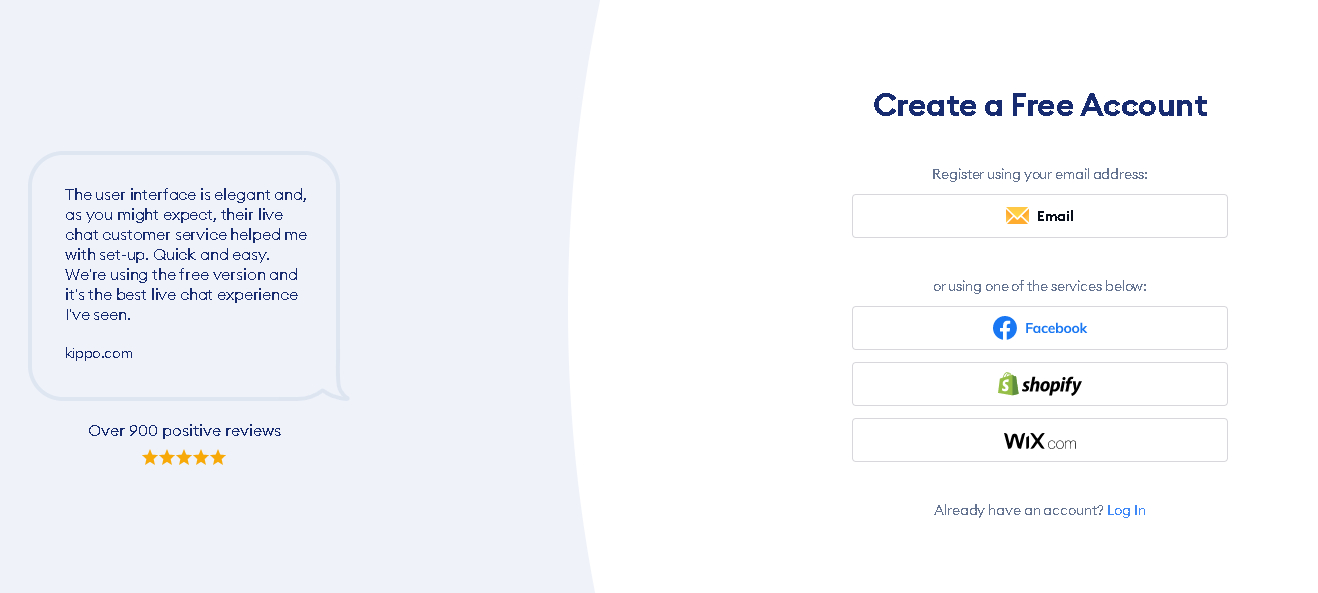 The user interface is elegant and,
as you might expect, their live
chat customer service helped me
with set-up. Quick and easy.
We're using the free version and
it's the best live chat experience
I've seen.
kippo.com
Over 900 positive reviews
Create a Free Account
Register using your email address:
Email
or using one of the services below:
Facebook
shopify
WiX.com
Already have an account? Log In